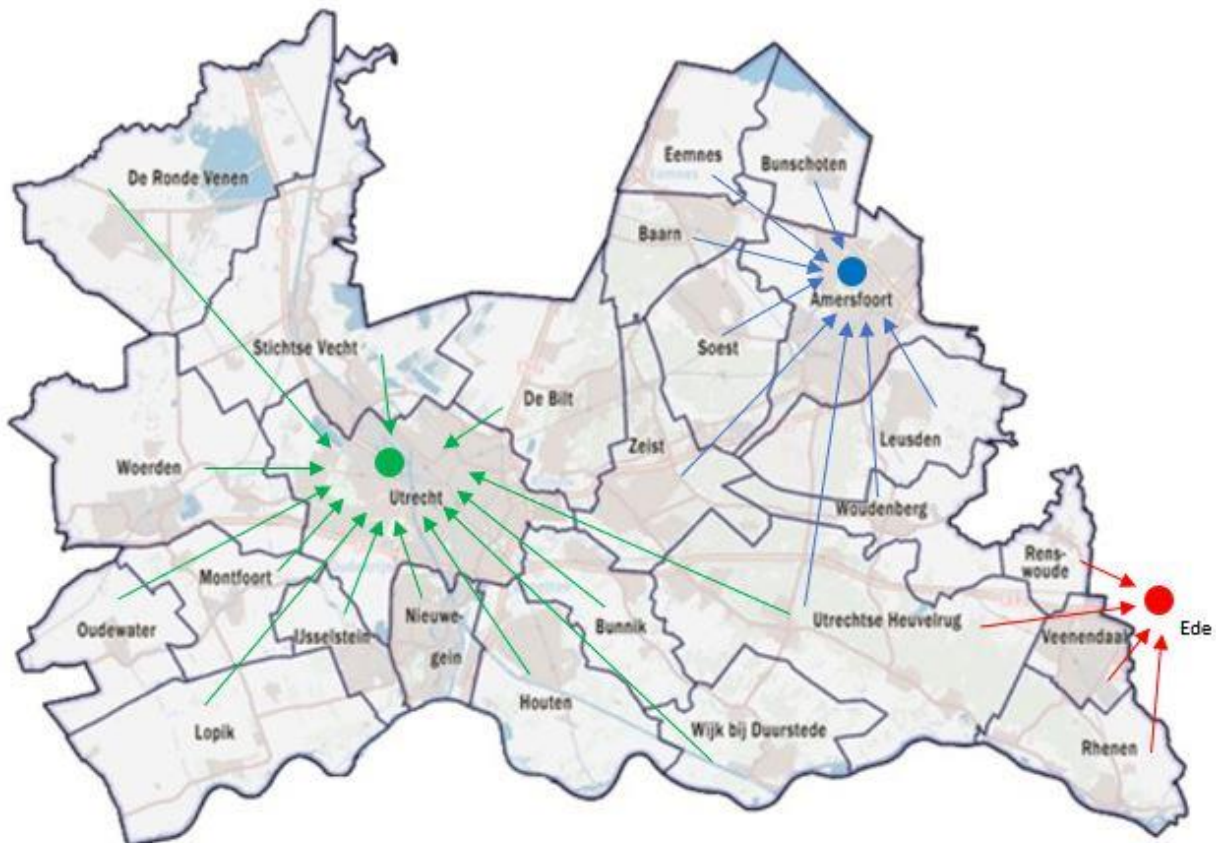 Eemnes
Bunschoten
De Ronde Venen
Eemnes
Baarn
Amersfoort
Stichtse Vecht
Soest
De Bilt
Leusden
Zeist
Woerden
Utrecht
Woudenberg
Rens-
woude
Montfoort
Nieuwe-
gein
Utrechtse Heuvelrug
Ede
Oudewater
IJsselstein
Bunnik
Veenendaal
Houten
Wijk bij Duurstede
Lopik
Rhenen